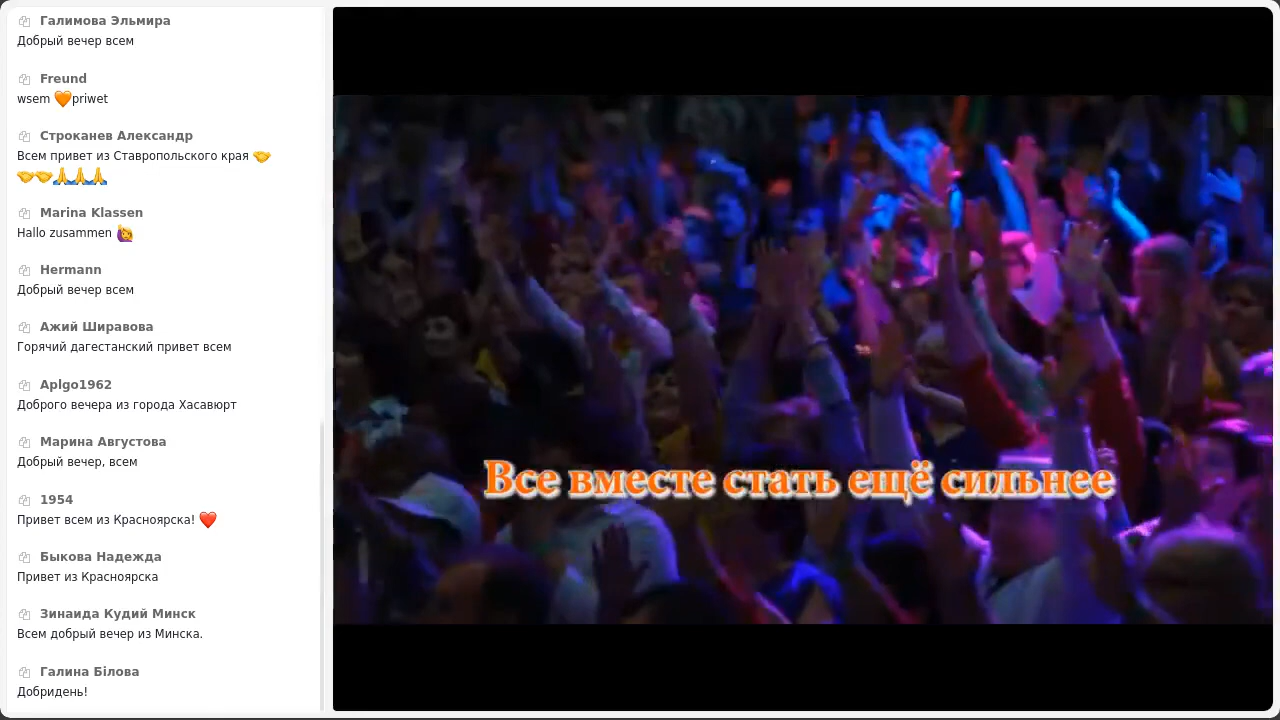 Галимова Эльмира
Добрый вечер всем
Freund
wsem 🧡priwet
Строканев Александр
Всем привет из Ставропольского края 🤝
🤝🤝🙏🙏🙏
Marina Klassen
Hallo zusammen 🙋
Hermann
Добрый вечер всем
Ажий Ширавова
Горячий дагестанский привет всем
Aplgo1962
Доброго вечера из города Хасавюрт
Марина Августова
Добрый вечер, всем
1954
Привет всем из Красноярска! ❤️
Быкова Надежда
Привет из Красноярска
Зинаида Кудий Минск
Всем добрый вечер из Минска.
Галина Білова
Добридень!
Все вместе стать ещё сильнее